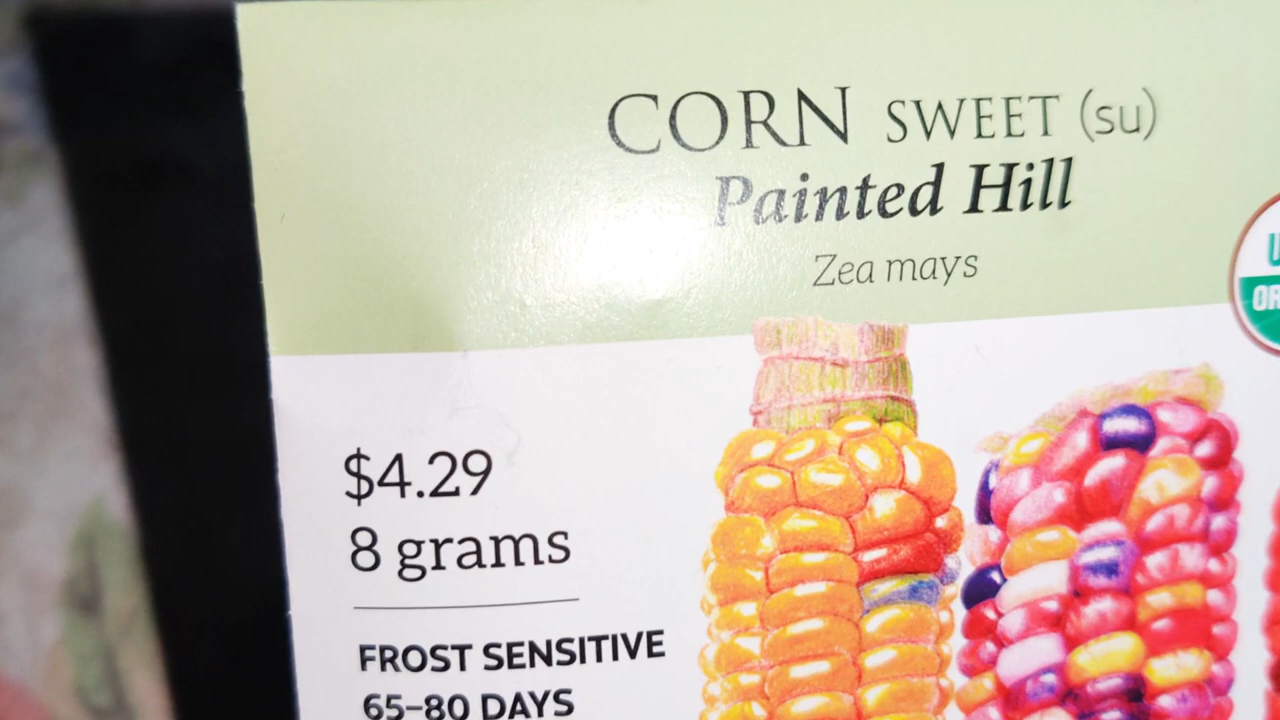 CORN SWEET (su)
Painted Hill
Zea mays
$4.29
8 grams
FROST SENSITIVE
65–80 DAYS